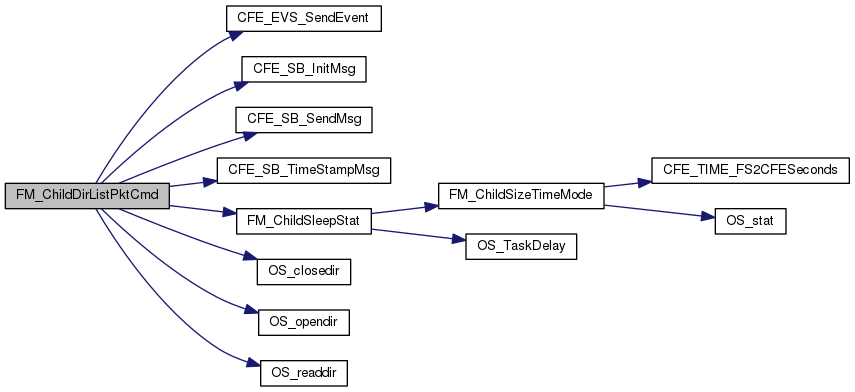 CFE_EVS_SendEvent
CFE_SB_InitMsg
CFE_SB_SendMsg
CFE_SB_TimeStampMsg
CFE_TIME_FS2CFESeconds
FM_ChildDirListPktCmd
FM_ChildSizeTimeMode
FM_ChildSleepStat
OS_stat
OS_TaskDelay
OS_closedir
OS_opendir
OS_readdir